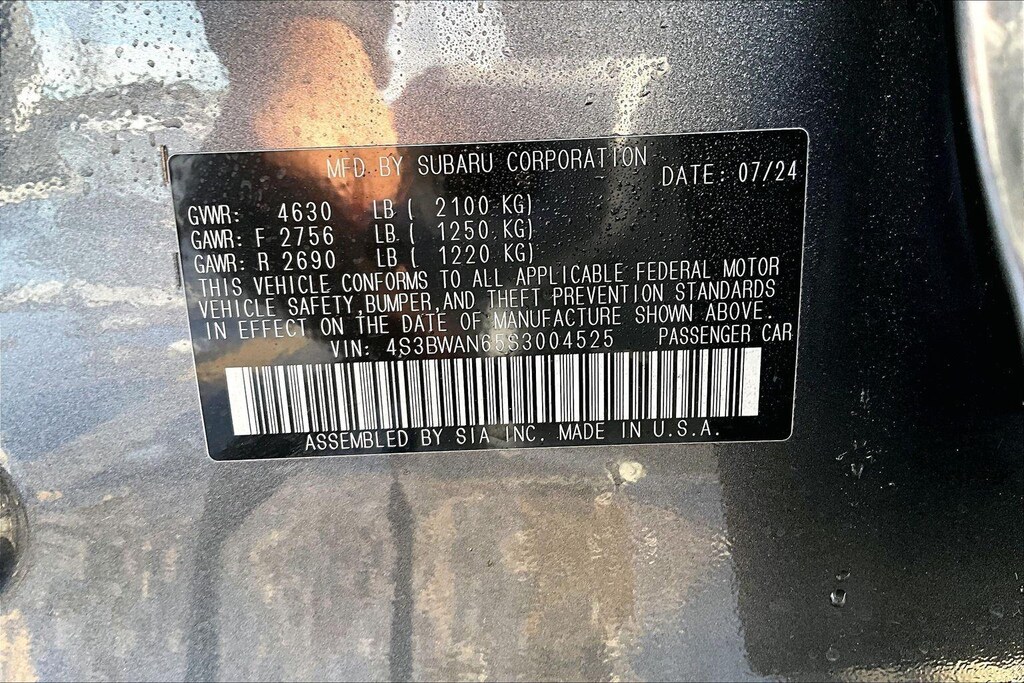 MFD BY SUBARU CORPORATION DATE: 07/24
GVWR: 4630 LB ( 2100 KG)
GAWR: F 2756 LB ( 1250 KG)
GAWR: R 2690 LB ( 1220 KG)
THIS VEHICLE CONFORMS TO ALL APPLICABLE FEDERAL MOTOR
VEHICLE SAFETY,BUMPER,AND THEFT PREVENTION STANDARDS
IN EFFECT ON THE DATE OF MANUFACTURE SHOWN ABOVE.
VIN: 4S3BWAN65S3004525 PASSENGER CAR
ASSEMBLED BY SIA INC. MADE IN U.S.A.